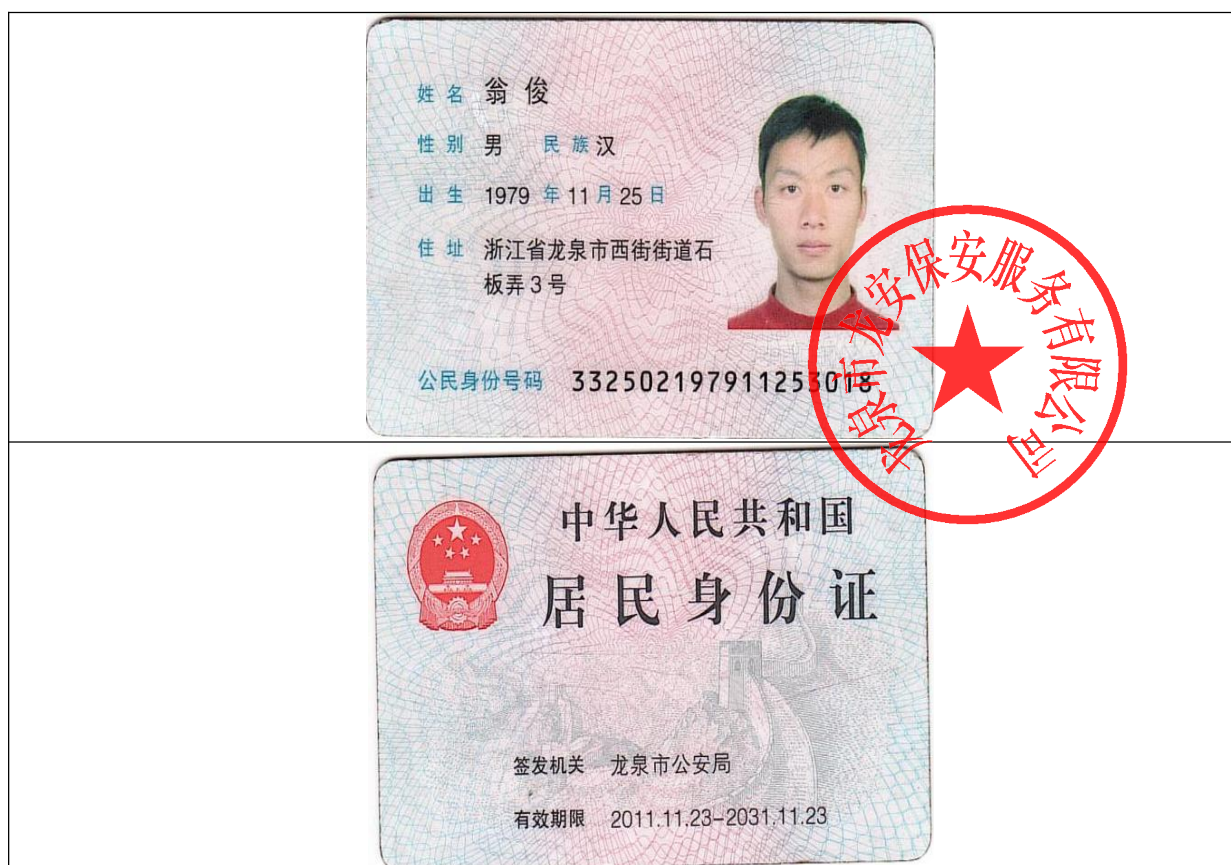 姓名 翁俊
性别 男 民族 汉
出生 1979 年 11 月 25 日
住址 浙江省龙泉市西街街道石
板弄3号
公民身份号码 332502197911253018
龙泉市龙安保安服务有限公司
中华人民共和国
居民身份证
签发机关 龙泉市公安局
有效期限 2011.11.23-2031.11.23